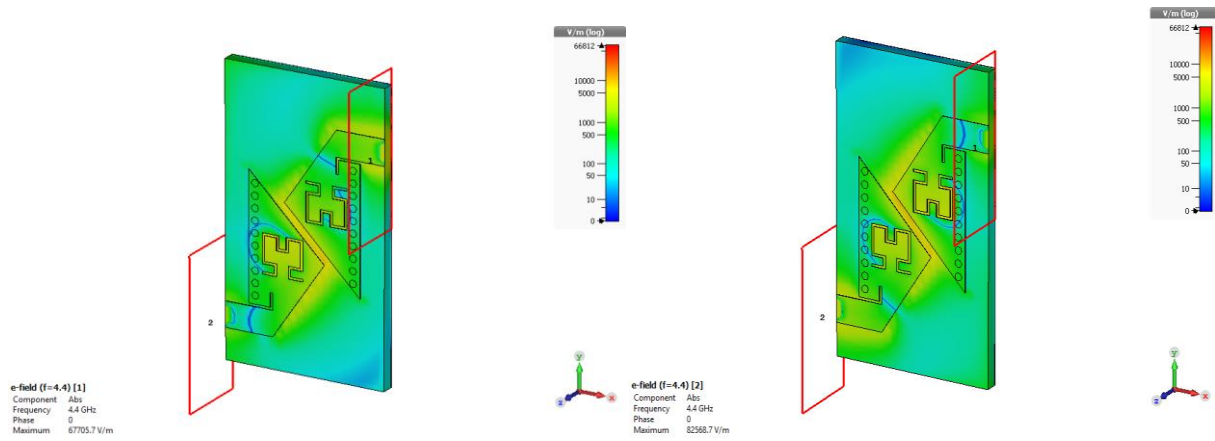 V/m (log)
66812
10000
5000
1000
500
100
50
10
0
1
2
y
x
z
e-field (f=4.4) [1]
Component Abs
Frequency 4.4 GHz
Phase 0
Maximum 67705.7 V/m
V/m (log)
66812
10000
5000
1000
500
100
50
10
0
1
2
y
x
z
e-field (f=4.4) [2]
Component Abs
Frequency 4.4 GHz
Phase 0
Maximum 82568.7 V/m